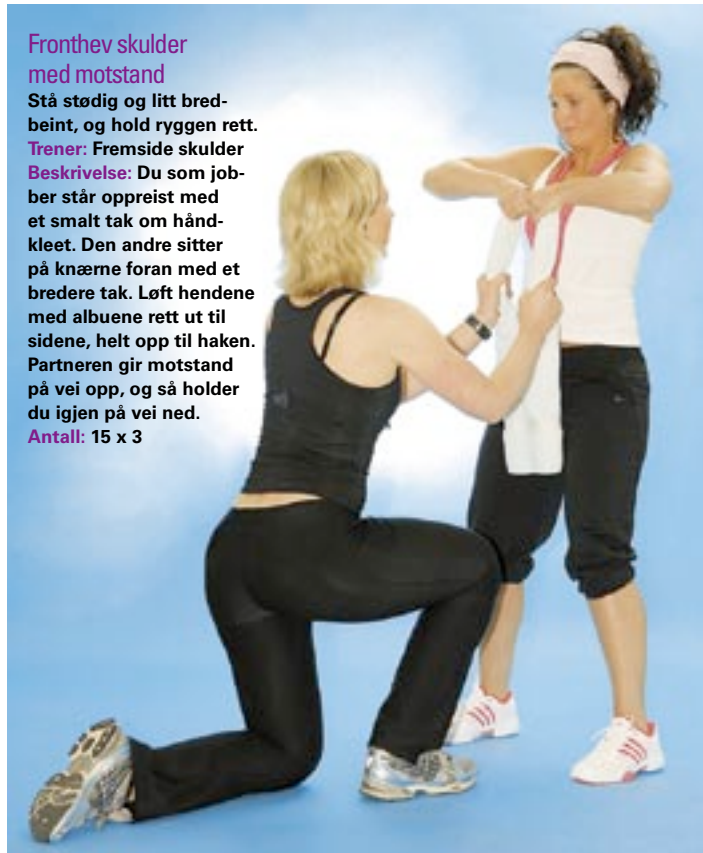 Fronthev skulder
med motstand
Stå stødig og litt bred-
beint, og hold ryggen rett.
Trener: Fremside skulder
Beskrivelse: Du som job-
ber står oppreist med
et smalt tak om hånd-
kleet. Den andre sitter
på knærne foran med et
bredere tak. Løft hendene
med albuene rett ut til
sidene, helt opp til haken.
Partneren gir motstand
på vei opp, og så holder
du igjen på vei ned.
Antall: 15 x 3